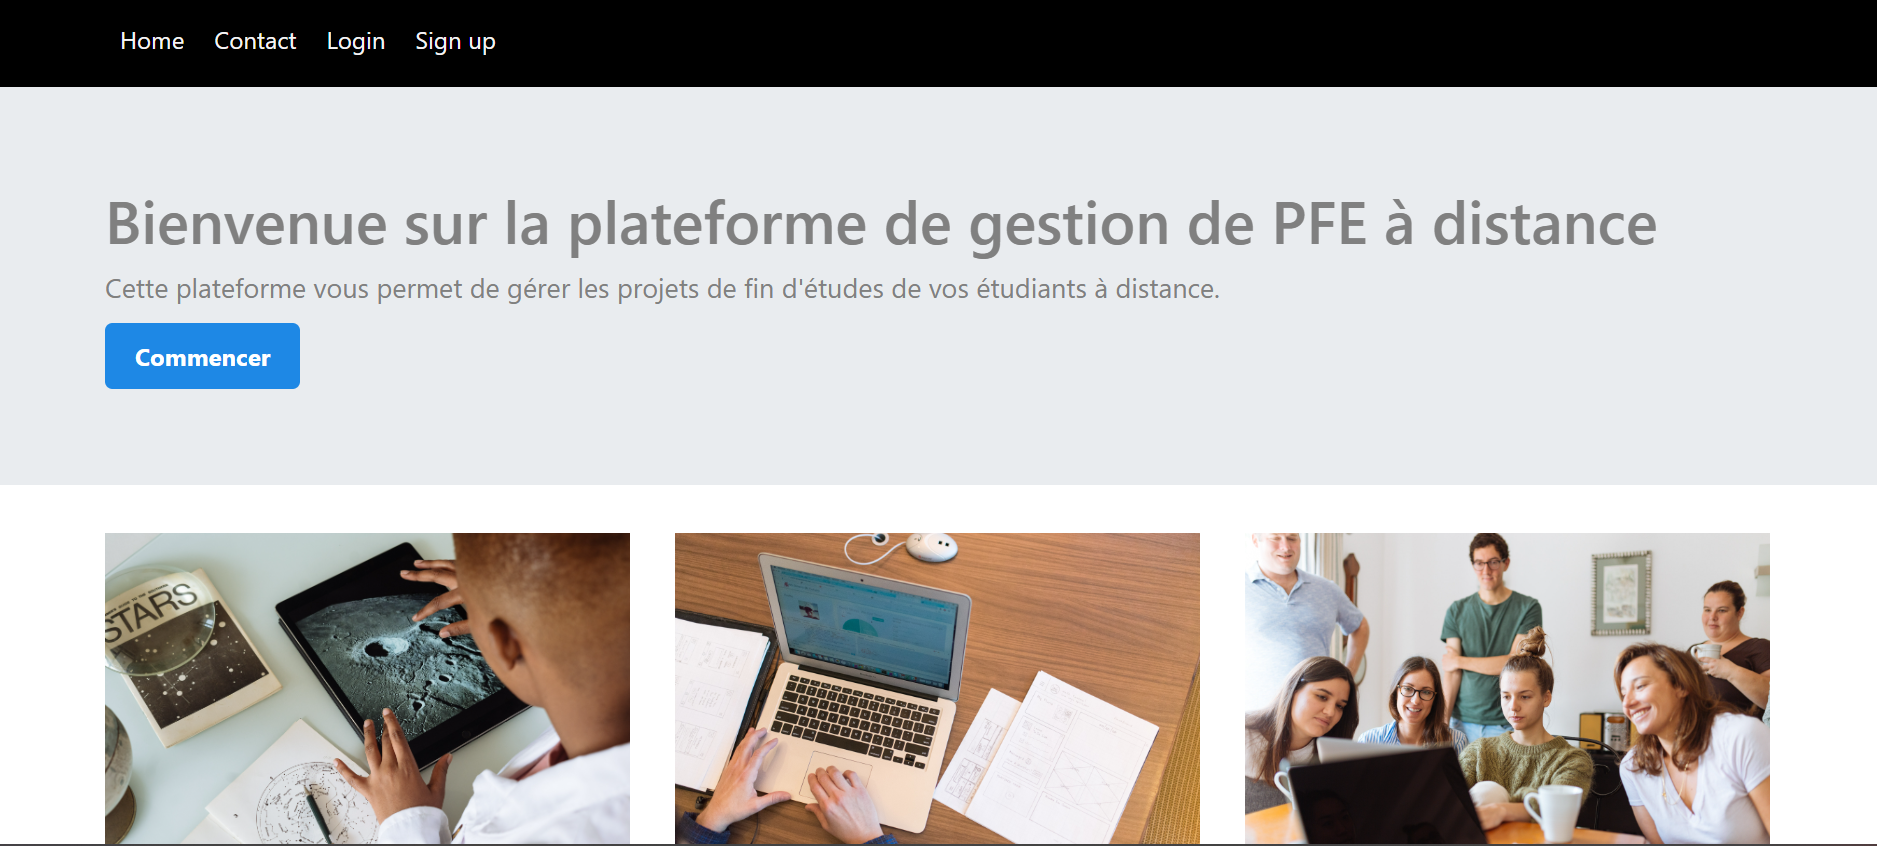 Home Contact Login Sign up
Bienvenue sur la plateforme de gestion de PFE à distance
Cette plateforme vous permet de gérer les projets de fin d'études de vos étudiants à distance.
Commencer
STARS